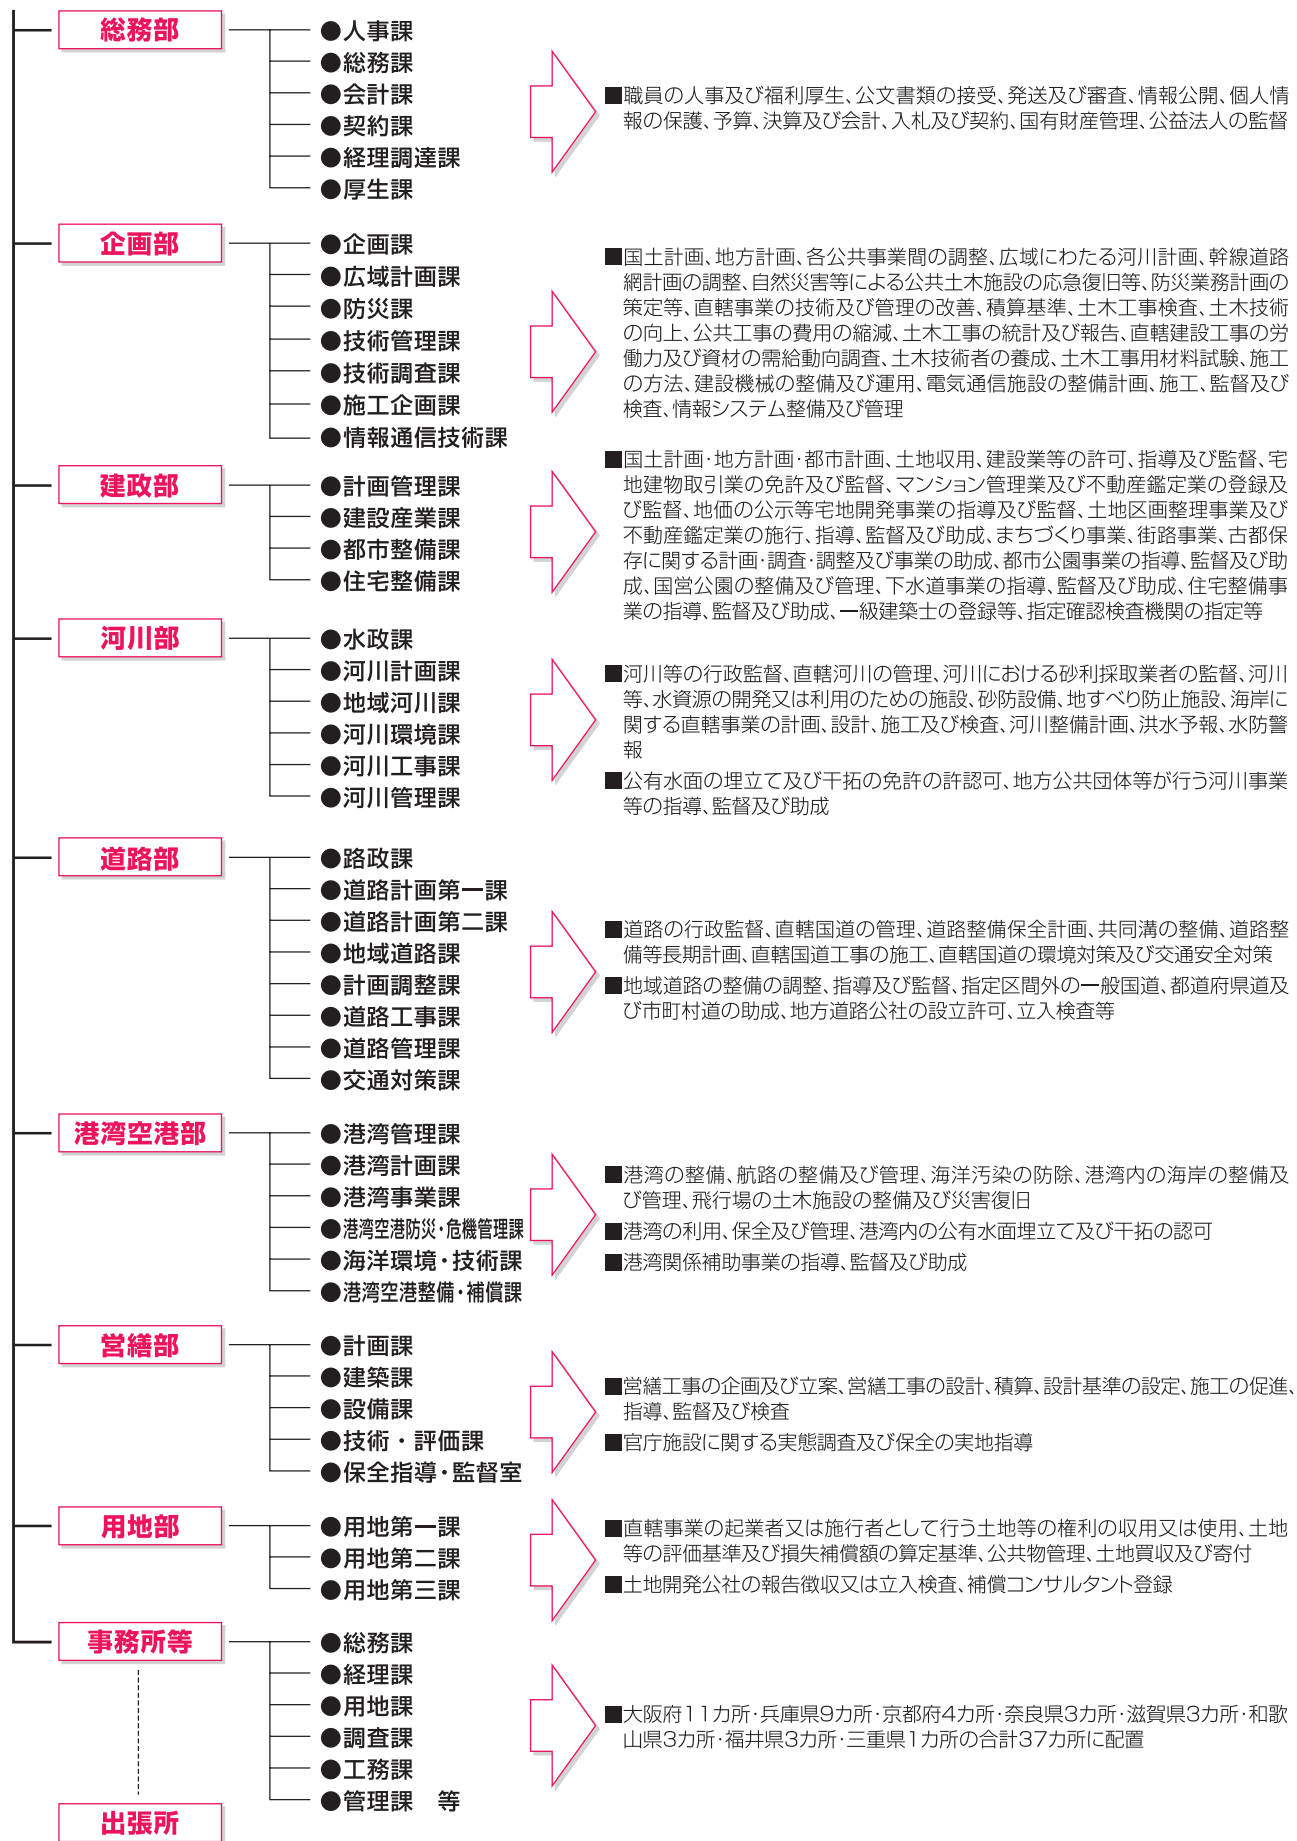 総務部
●人事課
●総務課
●会計課
●契約課
●経理調達課
●厚生課
■職員の人事及び福利厚生、公文書類の接受、発送及び審査、情報公開、個人情
報の保護、予算、決算及び会計、入札及び契約、国有財産管理、公益法人の監督
企画部
●企画課
●広域計画課
●防災課
●技術管理課
●技術調査課
●施工企画課
●情報通信技術課
■国土計画、地方計画、各公共事業間の調整、広域にわたる河川計画、幹線道路
網計画の調整、自然災害等による公共土木施設の応急復旧等、防災業務計画の
策定等、直轄事業の技術及び管理の改善、積算基準、土木工事検査、土木技術
の向上、公共工事の費用の縮減、土木工事の統計及び報告、直轄建設工事の労
働力及び資材の需給動向調査、土木技術者の養成、土木工事用材料試験、施工
の方法、建設機械の整備及び運用、電気通信施設の整備計画、施工、監督及び
検査、情報システム整備及び管理
建政部
●計画管理課
●建設産業課
●都市整備課
●住宅整備課
■国土計画・地方計画・都市計画、土地収用、建設業等の許可、指導及び監督、宅
地建物取引業の免許及び監督、マンション管理業及び不動産鑑定業の登録及
び監督、地価の公示等宅地開発事業の指導及び監督、土地区画整理事業及び
不動産鑑定業の施行、指導、監督及び助成、まちづくり事業、街路事業、古都保
存に関する計画・調査・調整及び事業の助成、都市公園事業の指導、監督及び助
成、国営公園の整備及び管理、下水道事業の指導、監督及び助成、住宅整備事
業の指導、監督及び助成、一級建築士の登録等、指定確認検査機関の指定等
河川部
●水政課
●河川計画課
●地域河川課
●河川環境課
●河川工事課
●河川管理課
■河川等の行政監督、直轄河川の管理、河川における砂利採取業者の監督、河川
等、水資源の開発又は利用のための施設、砂防設備、地すべり防止施設、海岸に
関する直轄事業の計画、設計、施工及び検査、河川整備計画、洪水予報、水防警
報
■公有水面の埋立て及び干拓の免許の許認可、地方公共団体等が行う河川事業
等の指導、監督及び助成
道路部
●路政課
●道路計画第一課
●道路計画第二課
●地域道路課
●計画調整課
●道路工事課
●道路管理課
●交通対策課
■道路の行政監督、直轄国道の管理、道路整備保全計画、共同溝の整備、道路整
備等長期計画、直轄国道工事の施工、直轄国道の環境対策及び交通安全対策
■地域道路の整備の調整、指導及び監督、指定区間外の一般国道、都道府県道及
び市町村道の助成、地方道路公社の設立許可、立入検査等
港湾空港部
●港湾管理課
●港湾計画課
●港湾事業課
●港湾空港防災・危機管理課
●海洋環境・技術課
●港湾空港整備・補償課
■港湾の整備、航路の整備及び管理、海洋汚染の防除、港湾内の海岸の整備及
び管理、飛行場の土木施設の整備及び災害復旧
■港湾の利用、保全及び管理、港湾内の公有水面埋立て及び干拓の認可
■港湾関係補助事業の指導、監督及び助成
営繕部
●計画課
●建築課
●設備課
●技術・評価課
●保全指導・監督室
■営繕工事の企画及び立案、営繕工事の設計、積算、設計基準の設定、施工の促進、
指導、監督及び検査
■官庁施設に関する実態調査及び保全の実地指導
用地部
●用地第一課
●用地第二課
●用地第三課
■直轄事業の起業者又は施行者として行う土地等の権利の収用又は使用、土地
等の評価基準及び損失補償額の算定基準、公共物管理、土地買収及び寄付
■土地開発公社の報告徴収又は立入検査、補償コンサルタント登録
事務所等
●総務課
●経理課
●用地課
●調査課
●工務課
●管理課　等
■大阪府11カ所・兵庫県9カ所・京都府4カ所・奈良県3カ所・滋賀県3カ所・和歌
山県3カ所・福井県3カ所・三重県1カ所の合計37カ所に配置
出張所